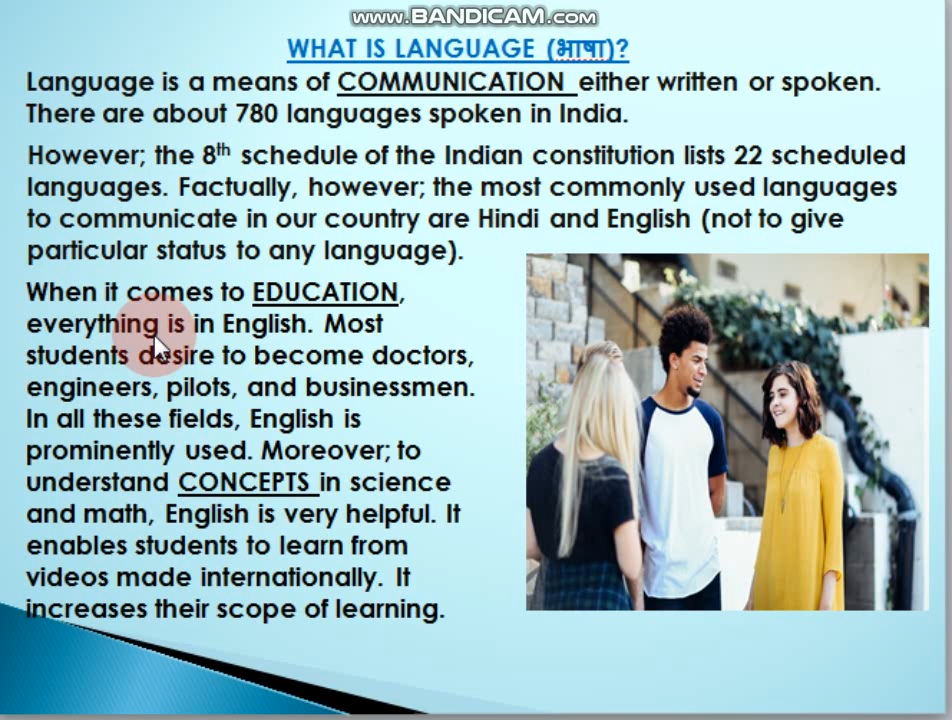 www.BANDICAM.com
WHAT IS LANGUAGE (भाषा)?
Language is a means of COMMUNICATION either written or spoken.
There are about 780 languages spoken in India.
However; the 8th schedule of the Indian constitution lists 22 scheduled
languages. Factually, however; the most commonly used languages
to communicate in our country are Hindi and English (not to give
particular status to any language).
When it comes to EDUCATION,
everything is in English. Most
students desire to become doctors,
engineers, pilots, and businessmen.
In all these fields, English is
prominently used. Moreover; to
understand CONCEPTS in science
and math, English is very helpful. It
enables students to learn from
videos made internationally. It
increases their scope of learning.